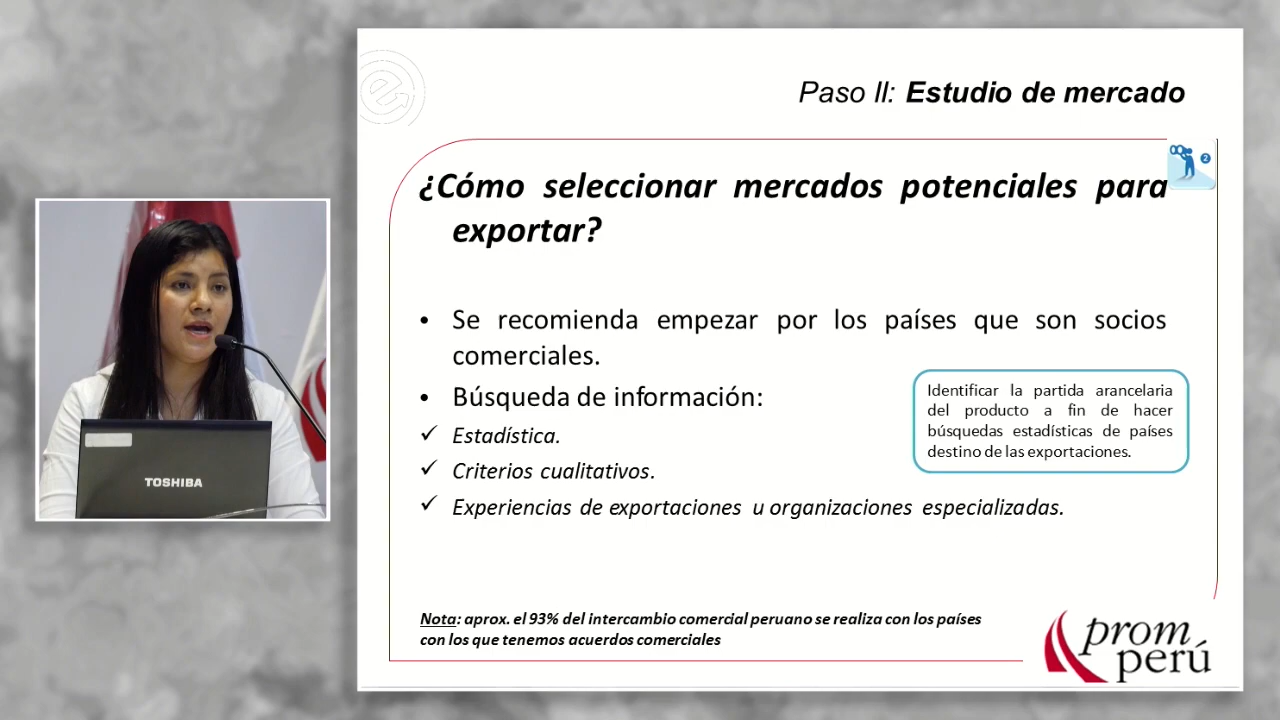 Paso II: Estudio de mercado
2
¿Cómo seleccionar mercados potenciales para
exportar?
• Se recomienda empezar por los países que son socios
comerciales.
• Búsqueda de información:
✓ Estadística.
✓ Criterios cualitativos.
✓ Experiencias de exportaciones u organizaciones especializadas.
Identificar la partida arancelaria
del producto a fin de hacer
búsquedas estadísticas de países
destino de las exportaciones.
Nota: aprox. el 93% del intercambio comercial peruano se realiza con los países
con los que tenemos acuerdos comerciales
prom
perú
TOSHIBA